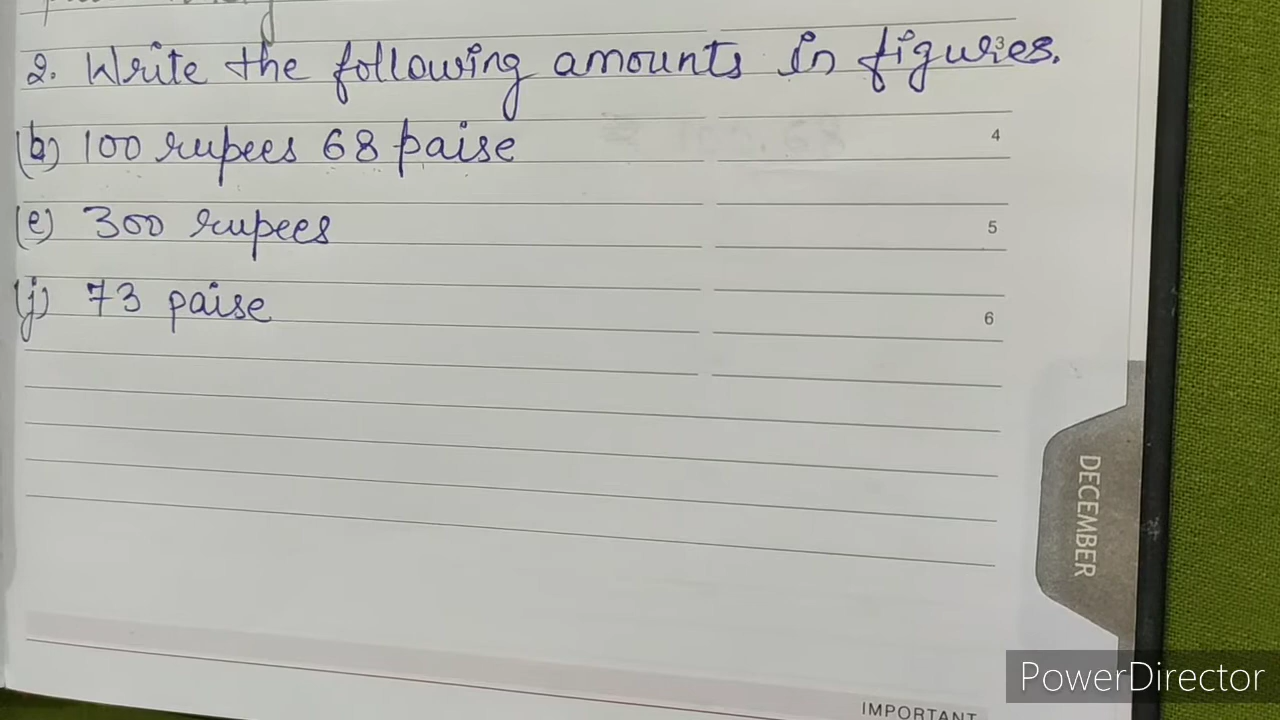 2. Write the following amounts in figures.
3
(b) 100 rupees 68 paise
4
(e) 300 rupees
5
(j) 73 paise
6
DECEMBER
PowerDirector
IMPORTANT